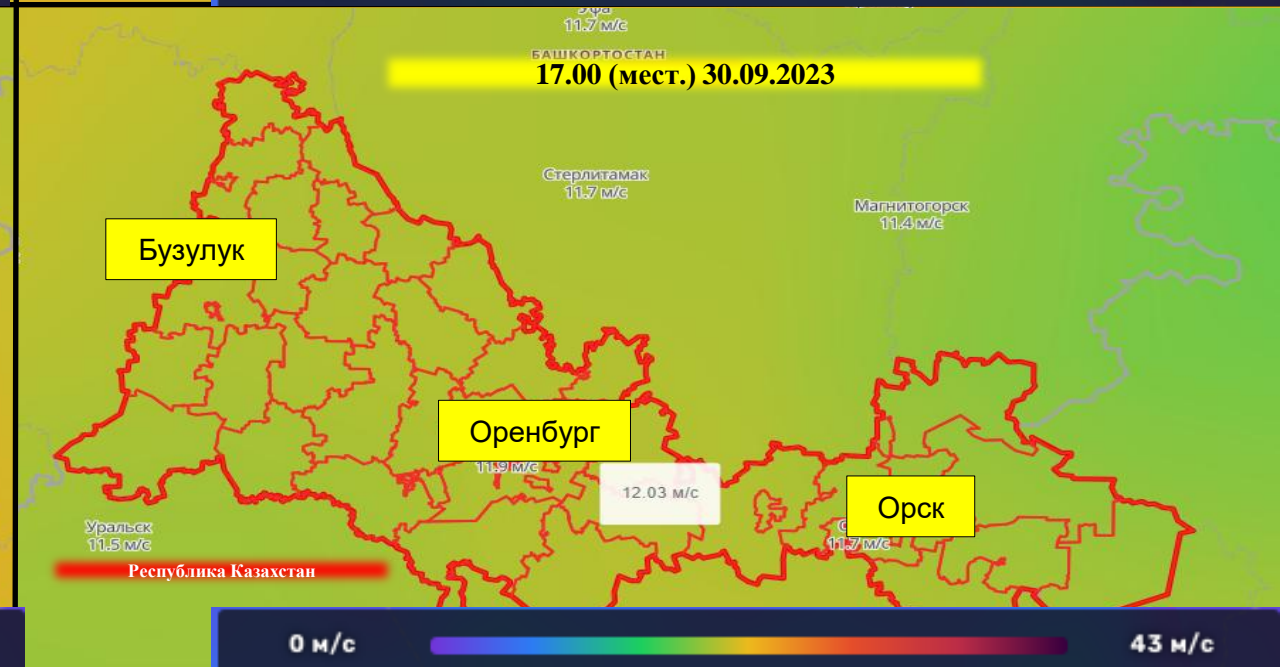 Уфа
11.7 м/с
БАШКОРТОСТАН
17.00 (мест.) 30.09.2023
Стерлитамак
11.7 м/с
Магнитогорск
11.4 м/с
Бузулук
Оренбург
11.9 м/с
12.03 м/с
Орск
11.7 м/с
Уральск
11.5 м/с
Республика Казахстан
0 м/с
43 м/с